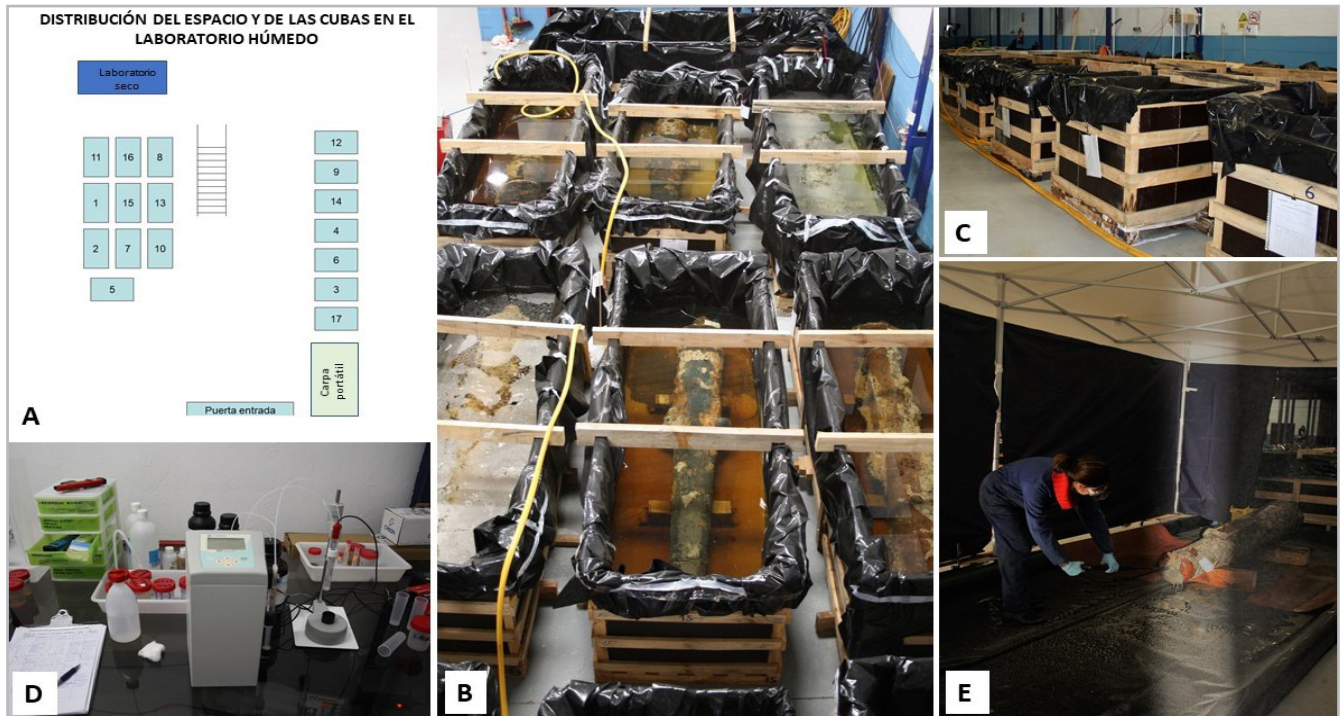 DISTRIBUCIÓN DEL ESPACIO Y DE LAS CUBAS EN EL
LABORATORIO HÚMEDO
Laboratorio
seco
11 16 8
1 15 13
2 7 10
5
12
9
14
4
6
3
17
Carpa
portátil
Puerta entrada
A
B
15
C
6
D
E